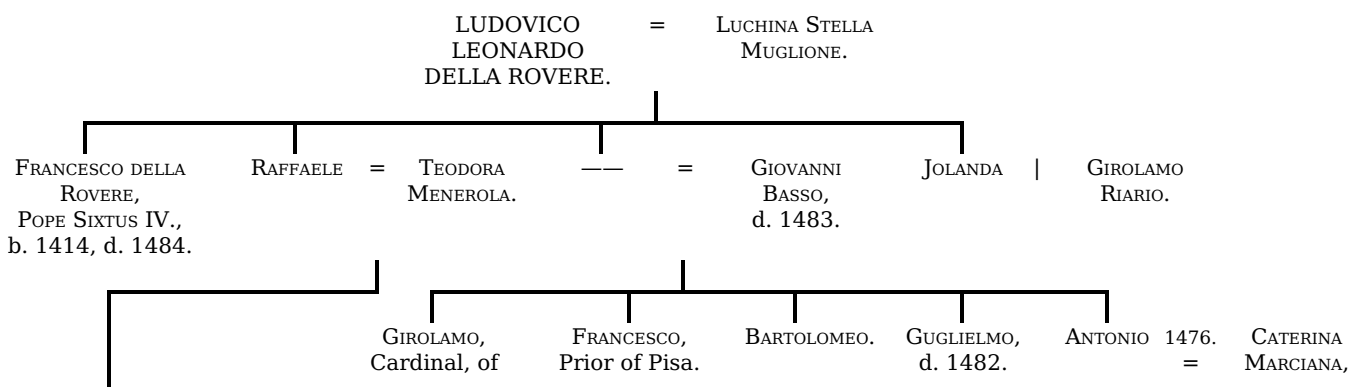 LUDOVICO = Luchina Stella
LEONARDO Muglione.
DELLA ROVERE.
Francesco della Raffaele = Teodora —— = Giovanni Jolanda | Girolamo
Rovere, Menerola. Basso, Riario.
Pope Sixtus IV., d. 1483.
b. 1414, d. 1484.
Girolamo, Francesco, Bartolomeo. Guglielmo, Antonio 1476. Caterina
Cardinal, of Prior of Pisa. d. 1482. = Marciana,